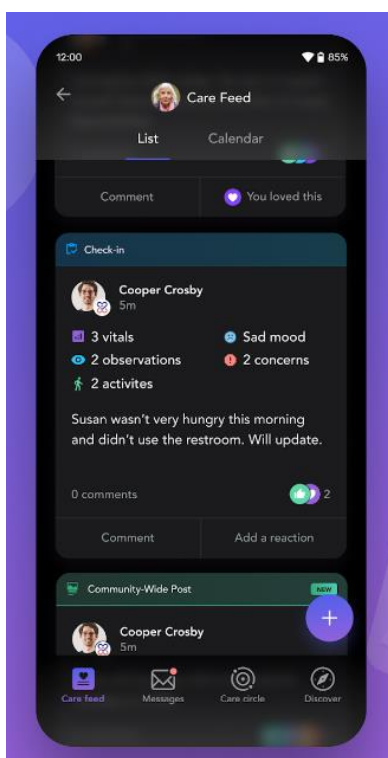 12:00
85%
Care Feed
List
Calendar
Comment
You loved this
Check-in
Cooper Crosby
5m
3 vitals
Sad mood
2 observations
2 concerns
2 activites
Susan wasn't very hungry this morning
and didn't use the restroom. Will update.
0 comments
2
Comment
Add a reaction
Community-Wide Post
NEW
Cooper Crosby
5m
+
Care feed
Messages
Care circle
Discover